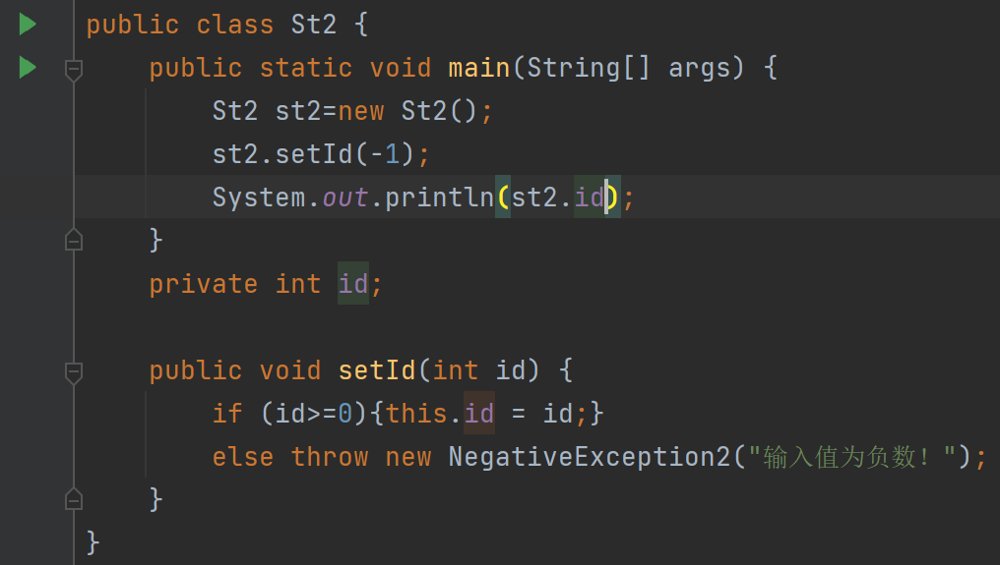 public class St2 {
public static void main(String[] args) {
St2 st2=new St2();
st2.setId(-1);
System.out.println(st2.id);
}
private int id;
public void setId(int id) {
if (id>=0){this.id = id;}
else throw new NegativeException2("输入值为负数！");
}
}